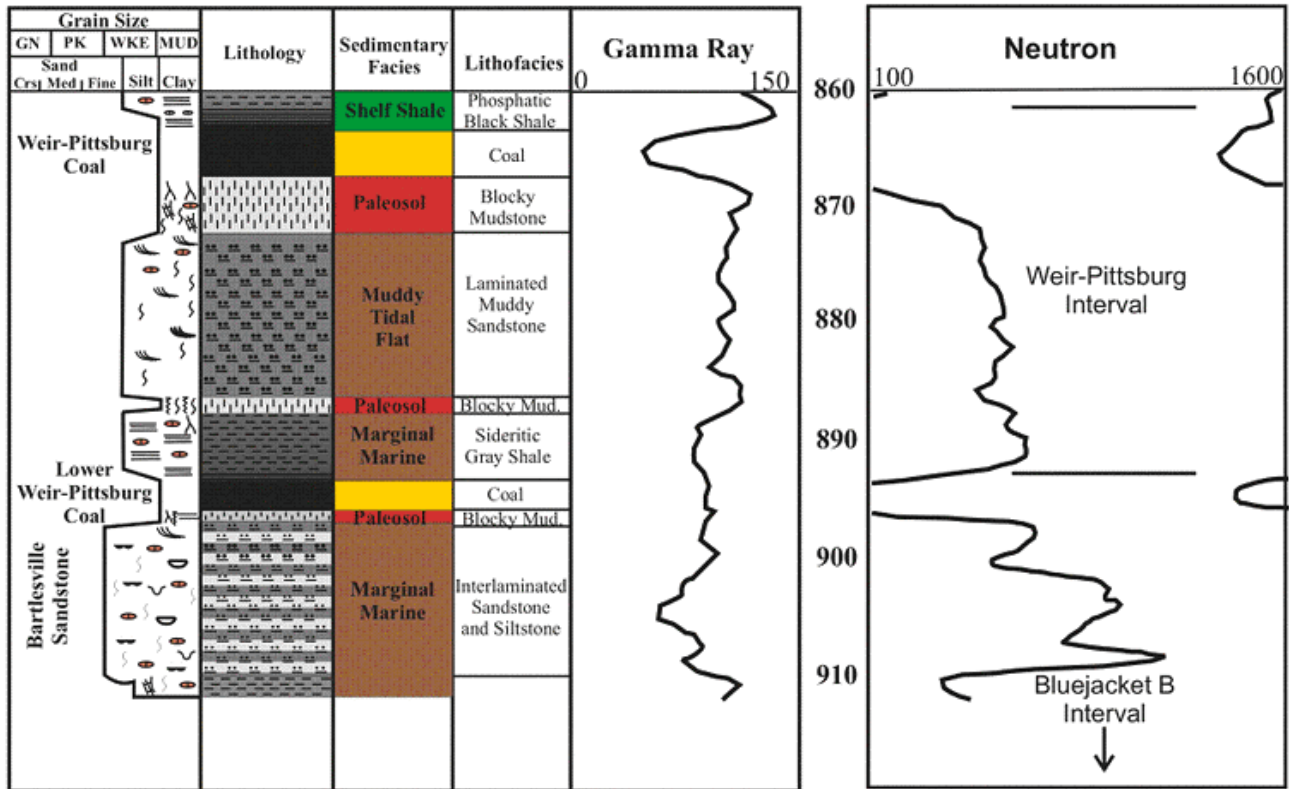 Grain Size
GN PK WKE MUD
Sand
Crs Med Fine Silt Clay
Lithology
Sedimentary
Facies
Lithofacies
Gamma Ray
0 150
Neutron
100 1600
860
870
880
890
900
910
Weir-Pittsburg
Coal
Lower
Weir-Pittsburg
Coal
Bartlesville
Sandstone
Shelf Shale
Paleosol
Muddy
Tidal
Flat
Paleosol
Marginal
Marine
Paleosol
Marginal
Marine
Phosphatic
Black Shale
Coal
Blocky
Mudstone
Laminated
Muddy
Sandstone
Blocky Mud.
Sideritic
Gray Shale
Coal
Blocky Mud.
Interlaminated
Sandstone
and Siltstone
Weir-Pittsburg
Interval
Bluejacket B
Interval